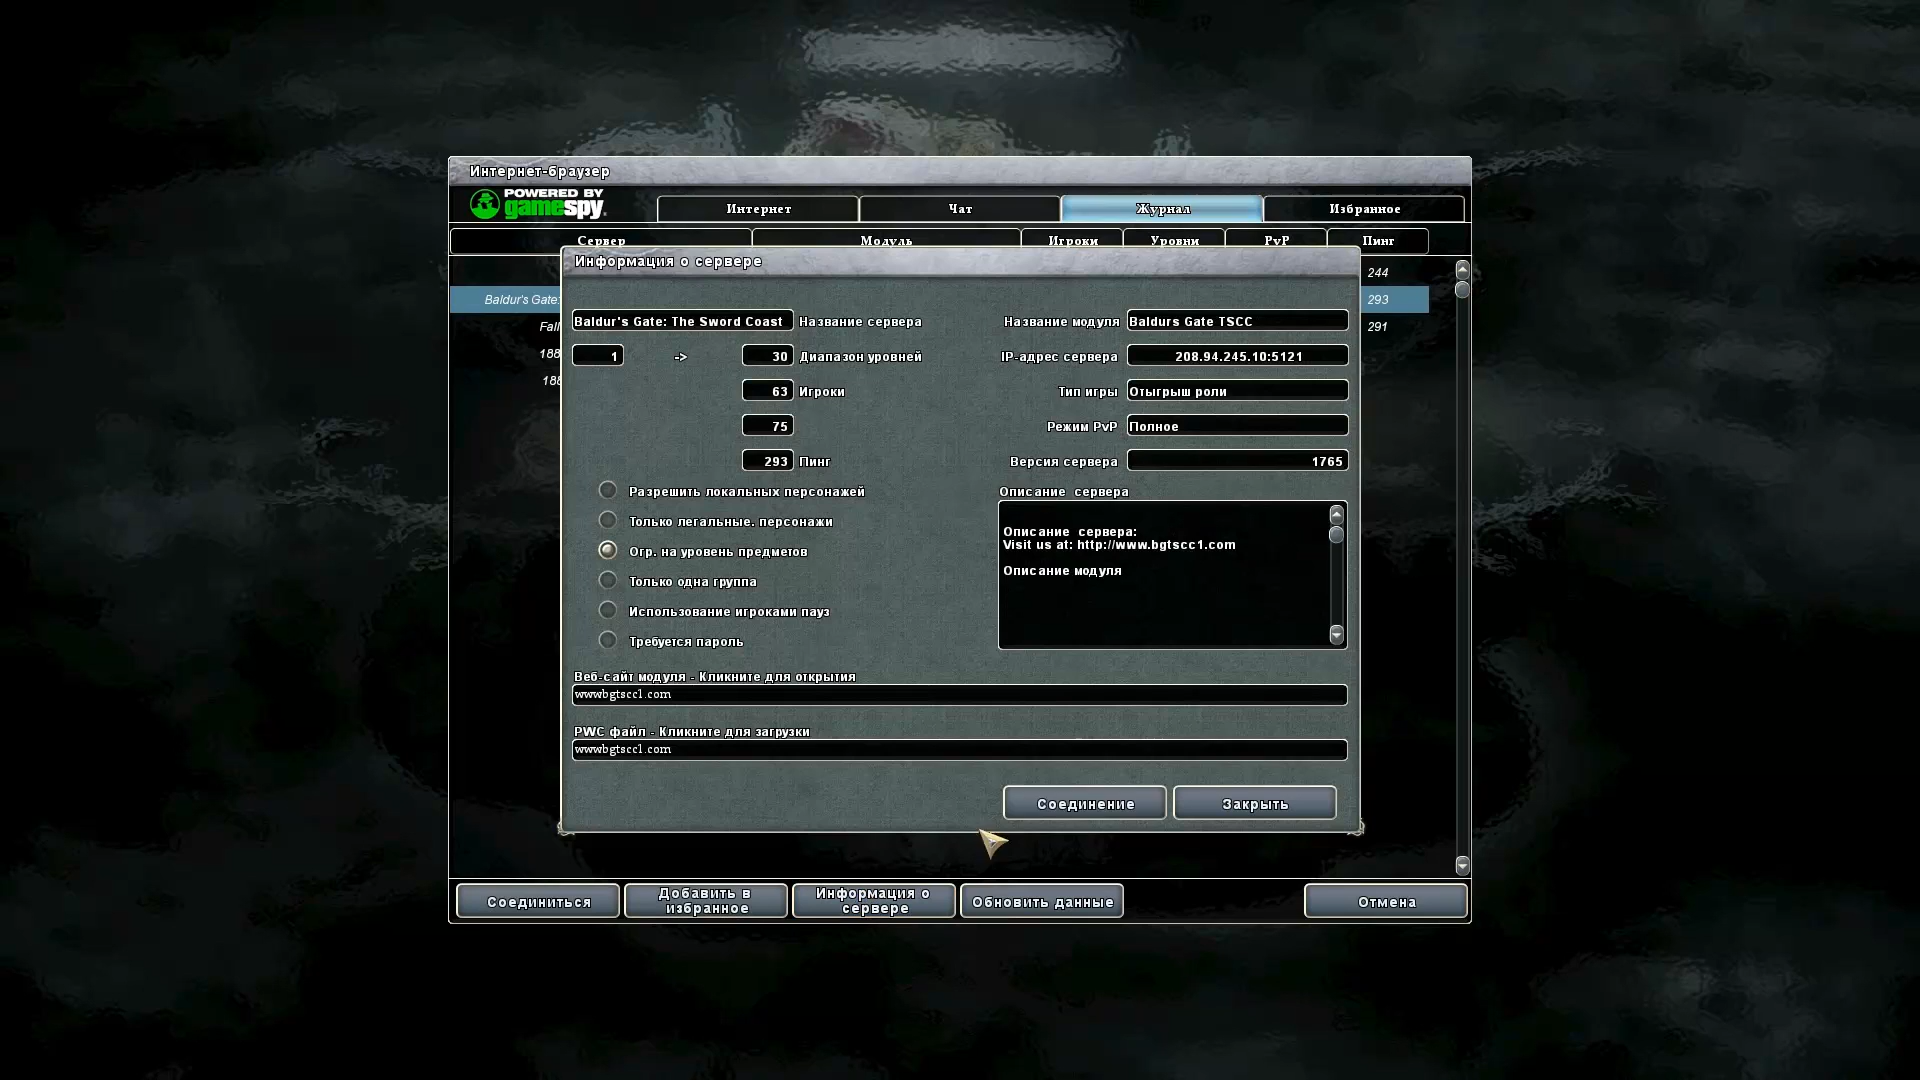 Интернет-браузер
POWERED BY
gamespy
Интернет
Чат
Журнал
Избранное
Сервер
Модуль
Игроки
Уровни
PvP
Пинг
Информация о сервере
244
Baldur's Gate:
293
291
188
188
Baldur's Gate: The Sword Coast
Название сервера
Название модуля
Baldurs Gate TSCC
1
->
30
Диапазон уровней
IP-адрес сервера
208.94.245.10:5121
63
Игроки
Тип игры
Отыгрыш роли
75
Режим PvP
Полное
293
Пинг
Версия сервера
1765
Разрешить локальных персонажей
Только легальные. персонажи
Огр. на уровень предметов
Только одна группа
Использование игроками пауз
Требуется пароль
Описание сервера
Описание сервера:
Visit us at: http://www.bgtscc1.com
Описание модуля
Веб-сайт модуля - Кликните для открытия
www.bgtscc1.com
PWC файл - Кликните для загрузки
www.bgtscc1.com
Соединение
Закрыть
Соединиться
Добавить в
избранное
Информация о
сервере
Обновить данные
Отмена